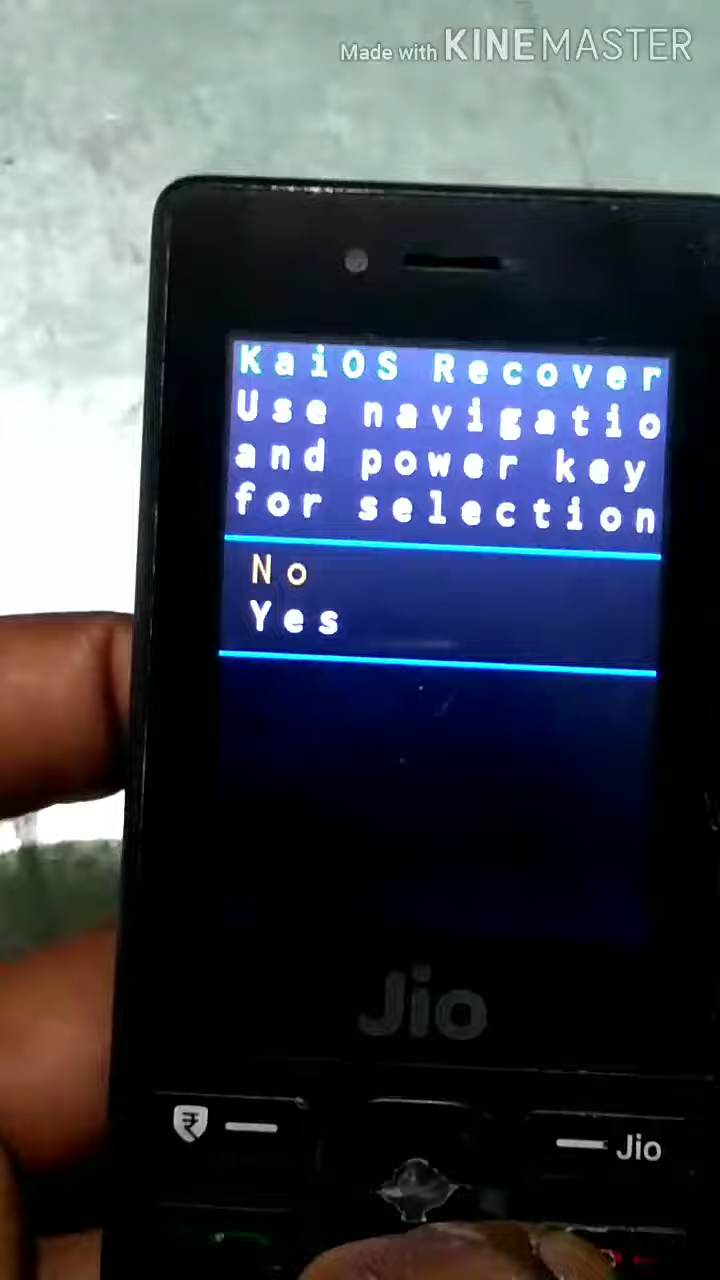 Made with KINEMASTER
KaiOS Recover
Use navigatio
and power key
for selection
No
Yes
Jio
₹
Jio